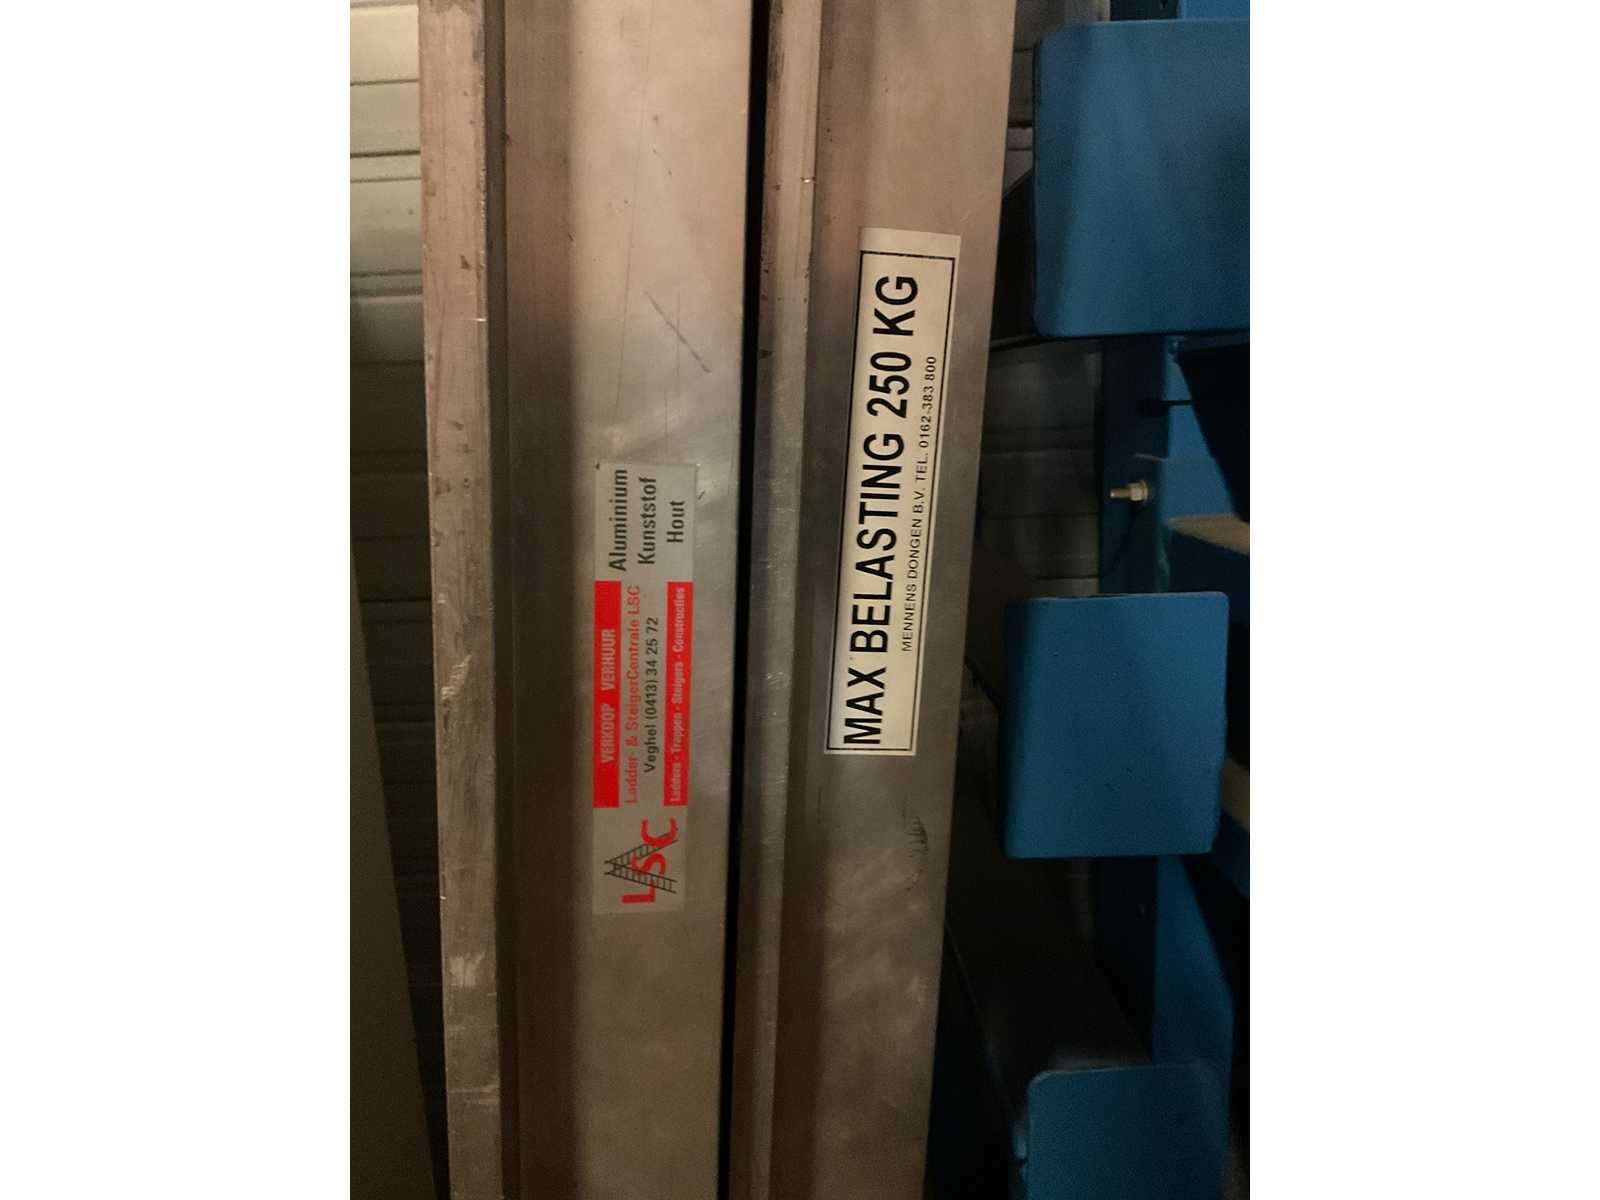 LSC
VERKOOP VERHUUR
Ladder- & SteigerCentrale LSC
Veghel (0413) 34 25 72
Ladders - Trappen - Steigers - Constructies
Aluminium
Kunststof
Hout
MAX BELASTING 250 KG
MENNENS DONGEN B.V. TEL. 0162-383 800